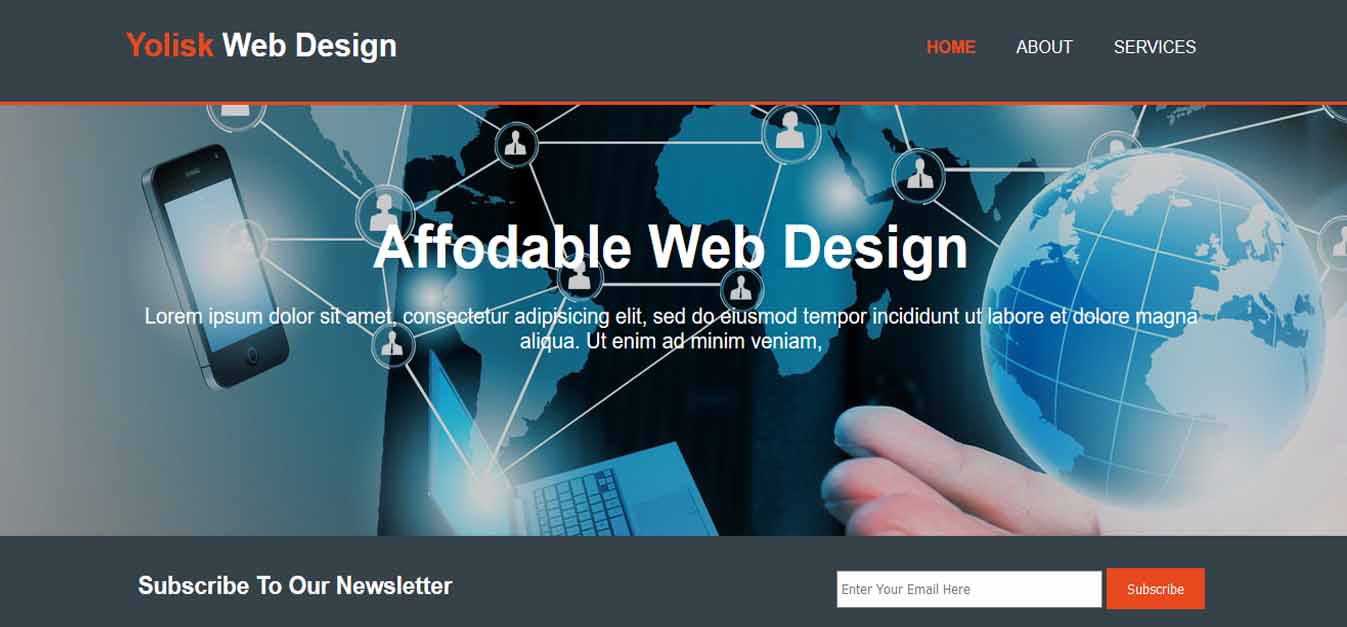 Yolisk Web Design
HOME ABOUT SERVICES
Affodable Web Design
Lorem ipsum dolor sit amet, consectetur adipisicing elit, sed do eiusmod tempor incididunt ut labore et dolore magna
aliqua. Ut enim ad minim veniam,
Subscribe To Our Newsletter
Enter Your Email Here
Subscribe